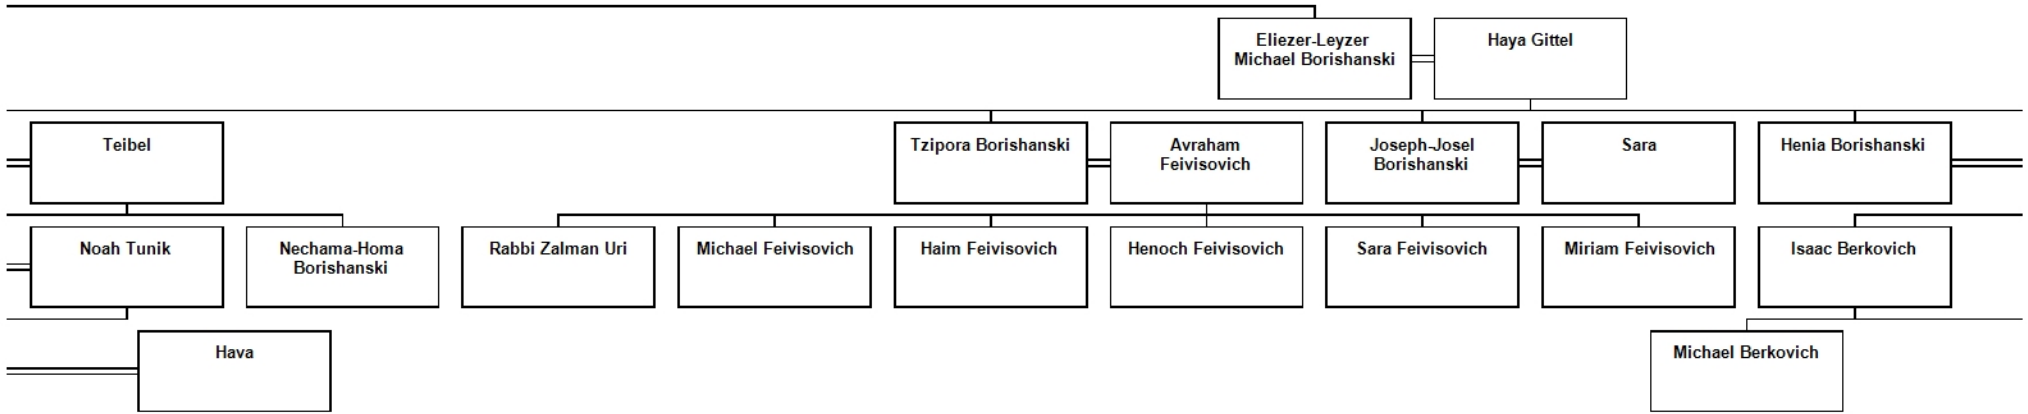 Eliezer-Leyzer
Michael Borishanski
Haya Gittel
Teibel
Tzipora Borishanski
Avraham
Feivisovich
Joseph-Josel
Borishanski
Sara
Henia Borishanski
Noah Tunik
Nechama-Homa
Borishanski
Rabbi Zalman Uri
Michael Feivisovich
Haim Feivisovich
Henoch Feivisovich
Sara Feivisovich
Miriam Feivisovich
Isaac Berkovich
Hava
Michael Berkovich